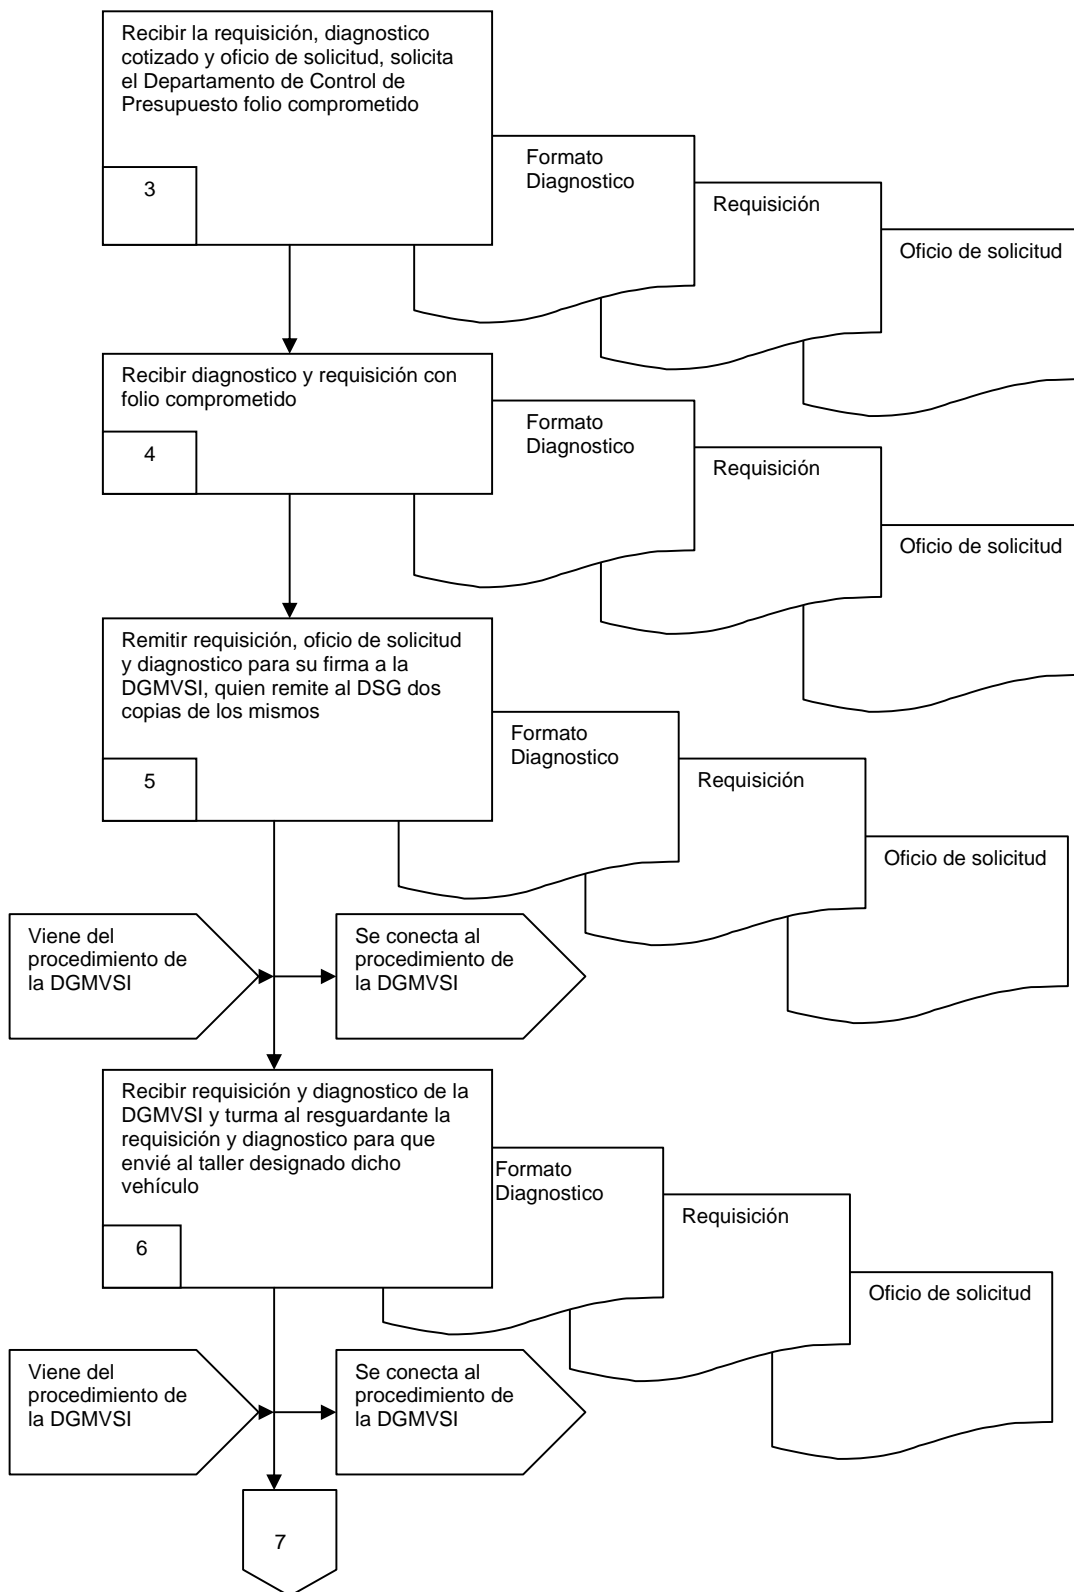 Recibir la requisición, diagnostico
cotizado y oficio de solicitud, solicita
el Departamento de Control de
Presupuesto folio comprometido
3
Formato
Diagnostico
Requisición
Oficio de solicitud
Recibir diagnostico y requisición con
folio comprometido
4
Formato
Diagnostico
Requisición
Oficio de solicitud
Remitir requisición, oficio de solicitud
y diagnostico para su firma a la
DGMVSI, quien remite al DSG dos
copias de los mismos
5
Formato
Diagnostico
Requisición
Oficio de solicitud
Viene del
procedimiento de
la DGMVSI
Se conecta al
procedimiento de
la DGMVSI
Recibir requisición y diagnostico de la
DGMVSI y turma al resguardante la
requisición y diagnostico para que
envié al taller designado dicho
vehículo
6
Formato
Diagnostico
Requisición
Oficio de solicitud
Viene del
procedimiento de
la DGMVSI
Se conecta al
procedimiento de
la DGMVSI
7